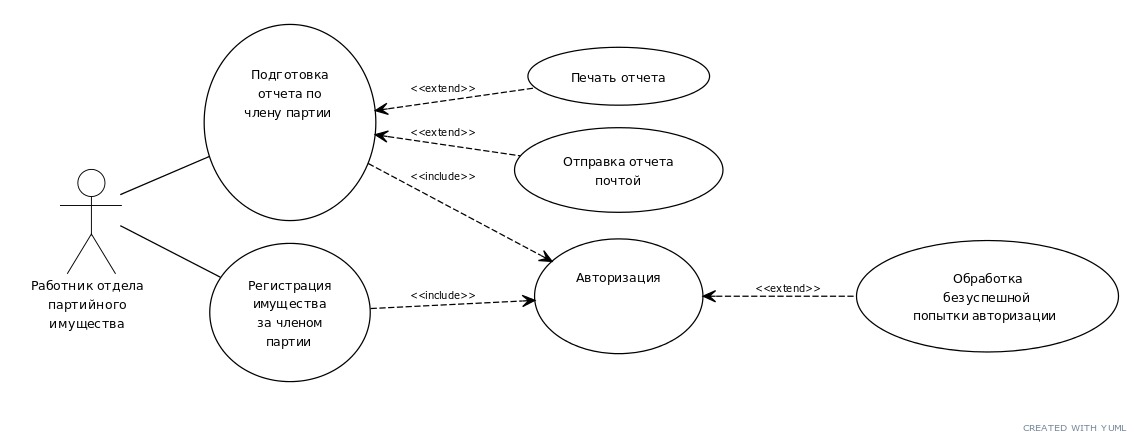 Подготовка
отчета по
члену партии
Печать отчета
<<extend>>
<<extend>>
Отправка отчета
почтой
<<include>>
Работник отдела
партийного
имущества
Регистрация
имущества
за членом
партии
<<include>>
Авторизация
<<extend>>
Обработка
безуспешной
попытки авторизации
CREATED WITH YUML